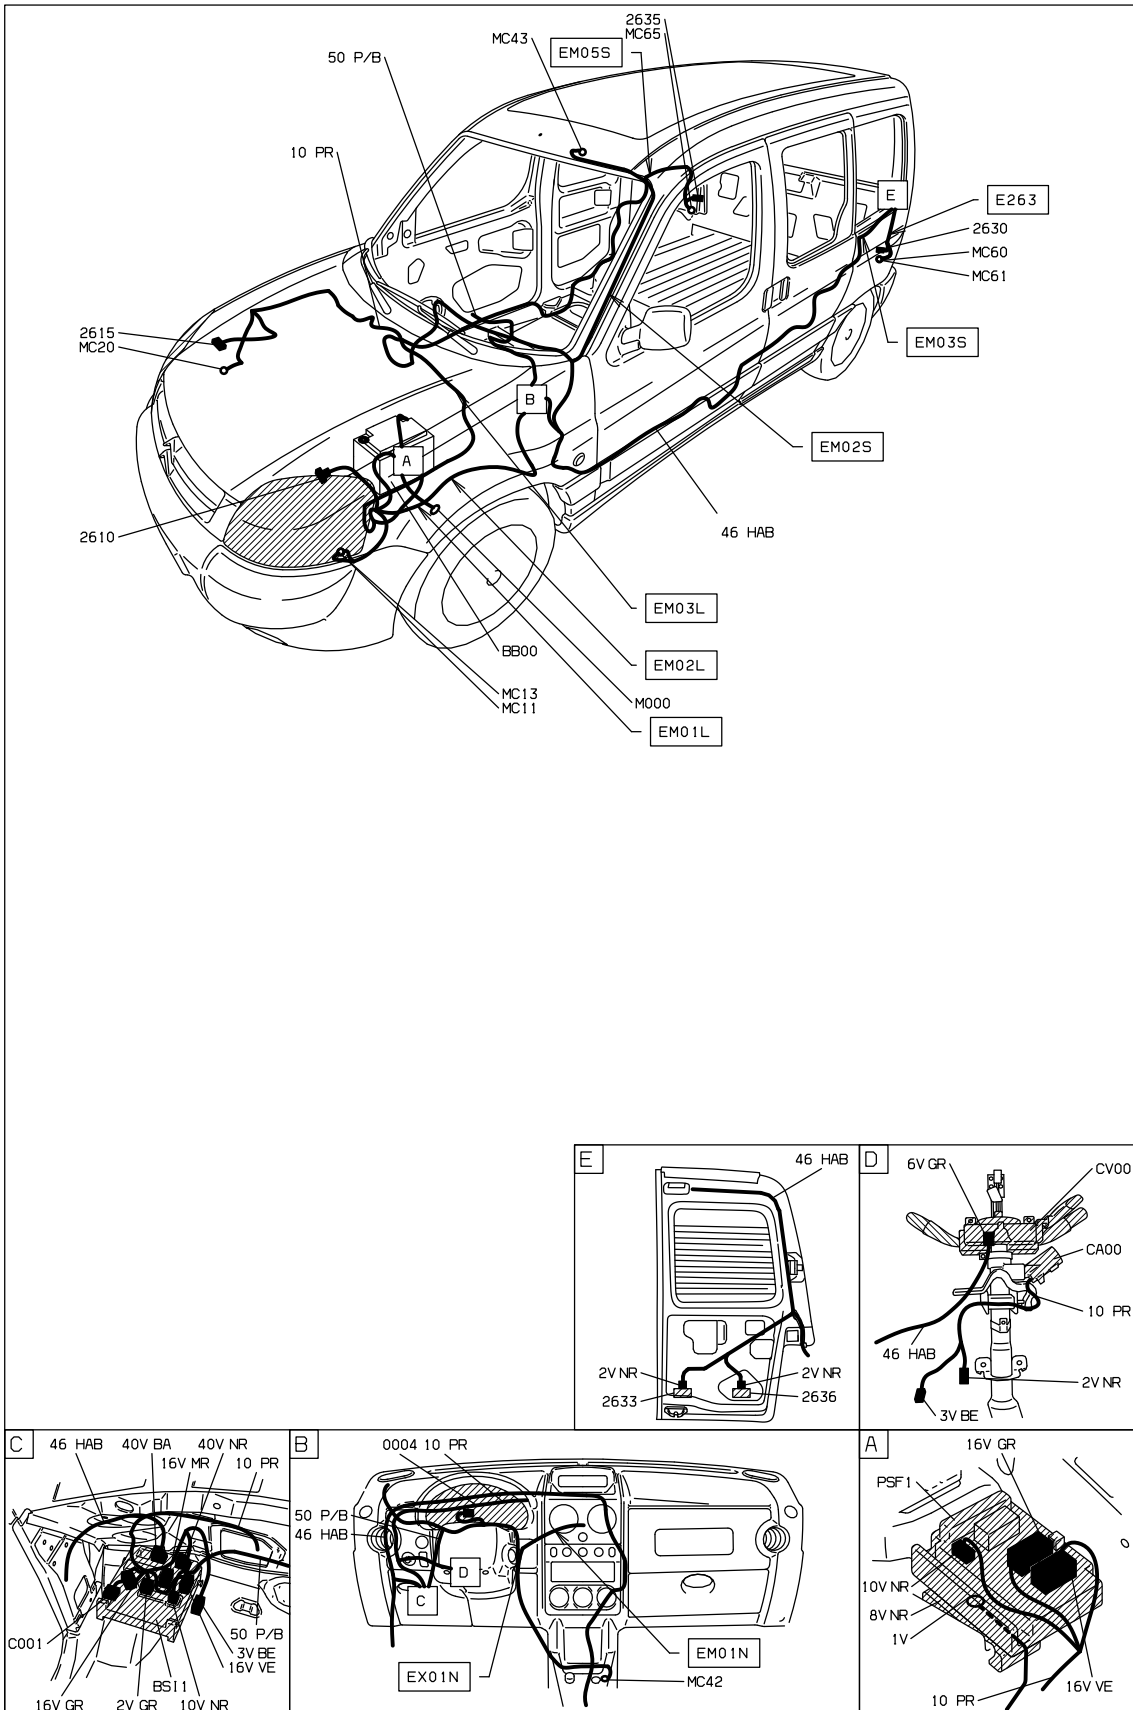 2635
MC65
MC43
EM05S
50 P/B
10 PR
E
E263
2630
MC60
MC61
2615
MC20
EM03S
B
A
EM02S
46 HAB
2610
EM03L
BB00
EM02L
MC13
MC11
M000
EM01L
E
46 HAB
2V NR
2633
2V NR
2636
D
6V GR
CV00
CA00
10 PR
46 HAB
2V NR
3V BE
C
46 HAB
40V BA
16V MR
40V NR
10 PR
C001
50 P/B
3V BE
16V VE
BSI1
16V GR
2V GR
10V NR
B
0004 10 PR
50 P/B
46 HAB
D
C
EX01N
EM01N
MC42
A
16V GR
PSF1
10V NR
8V NR
1V
10 PR
16V VE